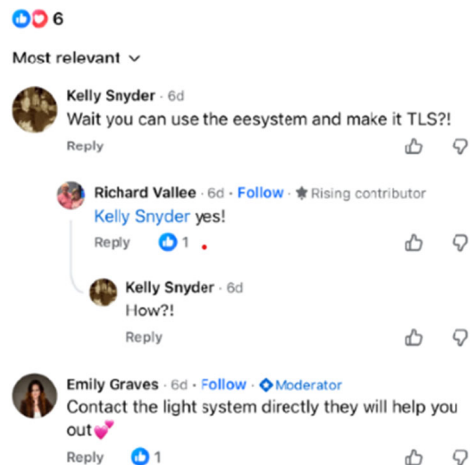 6
Most relevant
Kelly Snyder · 6d
Wait you can use the eesystem and make it TLS?!
Reply
Richard Vallee · 6d · Follow · Rising contributor
Kelly Snyder yes!
Reply 1
Kelly Snyder · 6d
How?!
Reply
Emily Graves · 6d · Follow · Moderator
Contact the light system directly they will help you
out💕
Reply 1